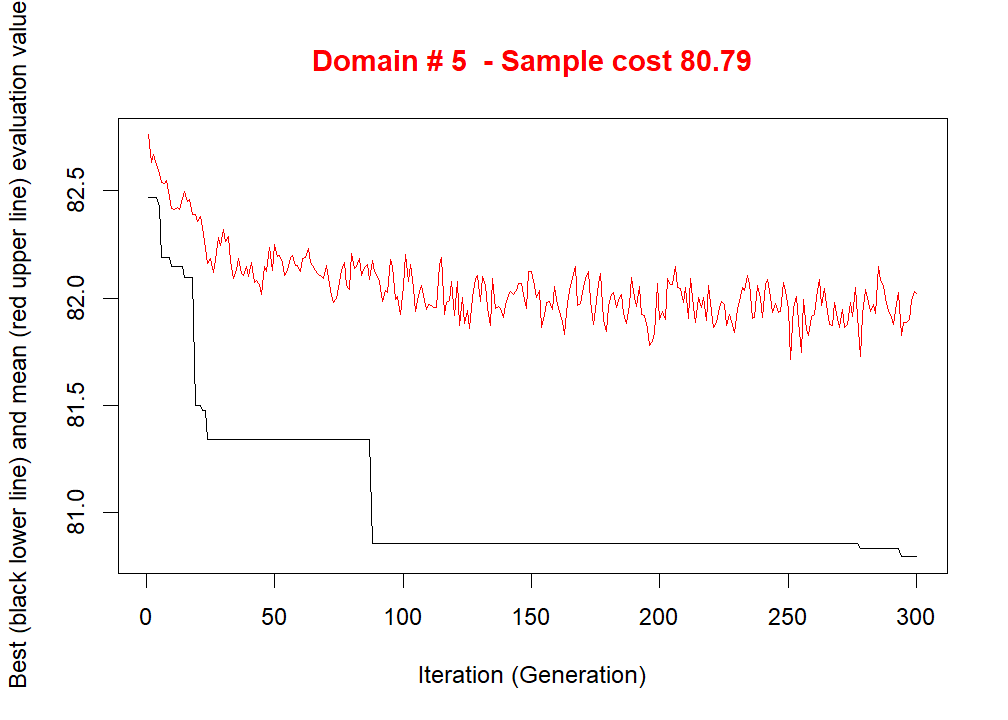 Domain # 5  - Sample cost 80.79
Best (black lower line) and mean (red upper line) evaluation value
82.5
82.0
81.5
81.0
0 50 100 150 200 250 300
Iteration (Generation)